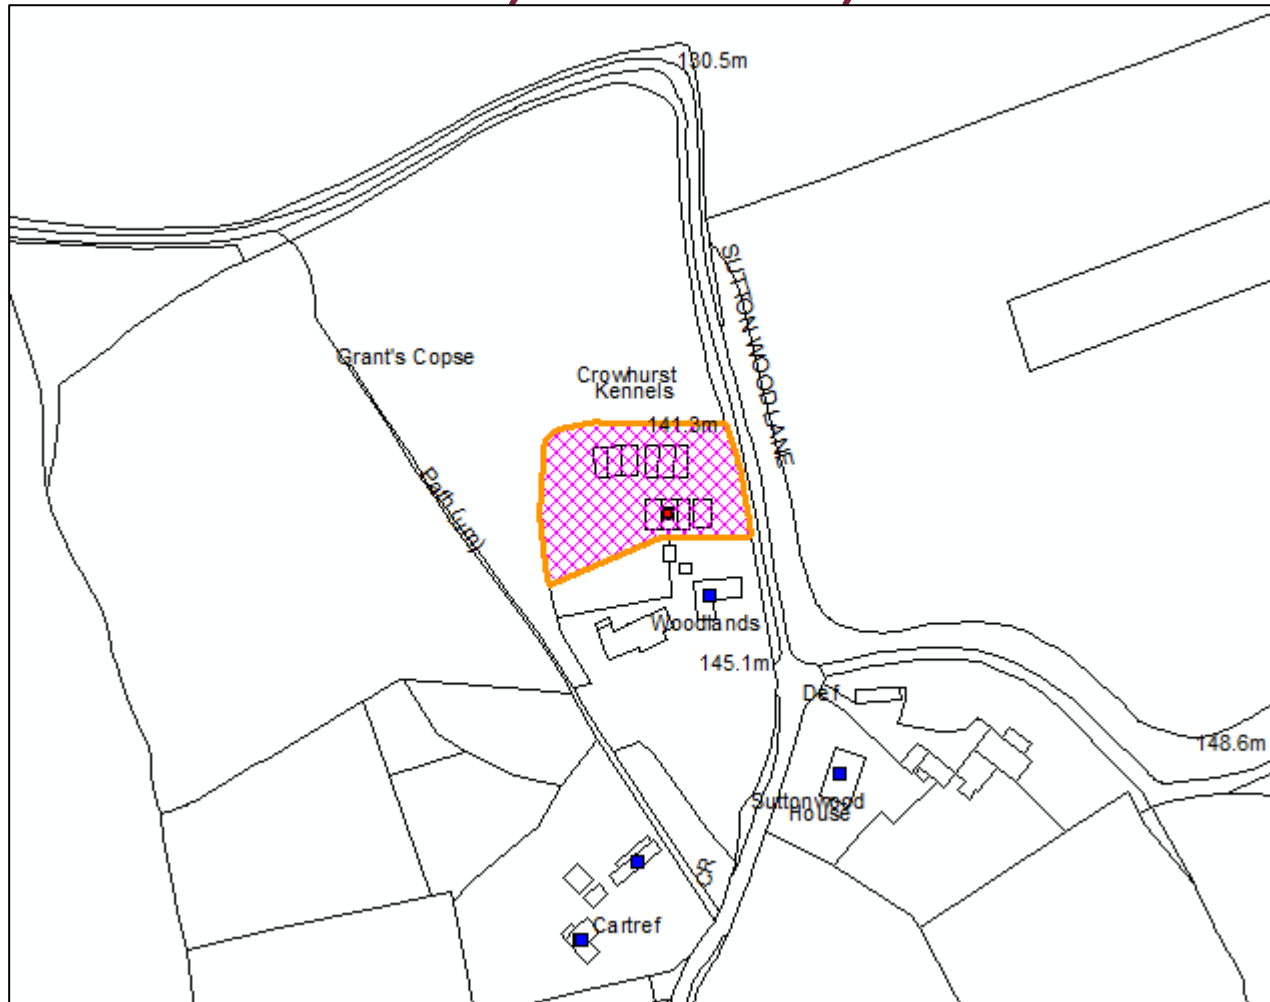 130.5m
SUTTON WOOD LANE
Grant's Copse
Crowhurst
Kennels
141.3m
Path (um)
Woodlands
145.1m
Def
148.6m
Suttonwood
House
CR
Cartref